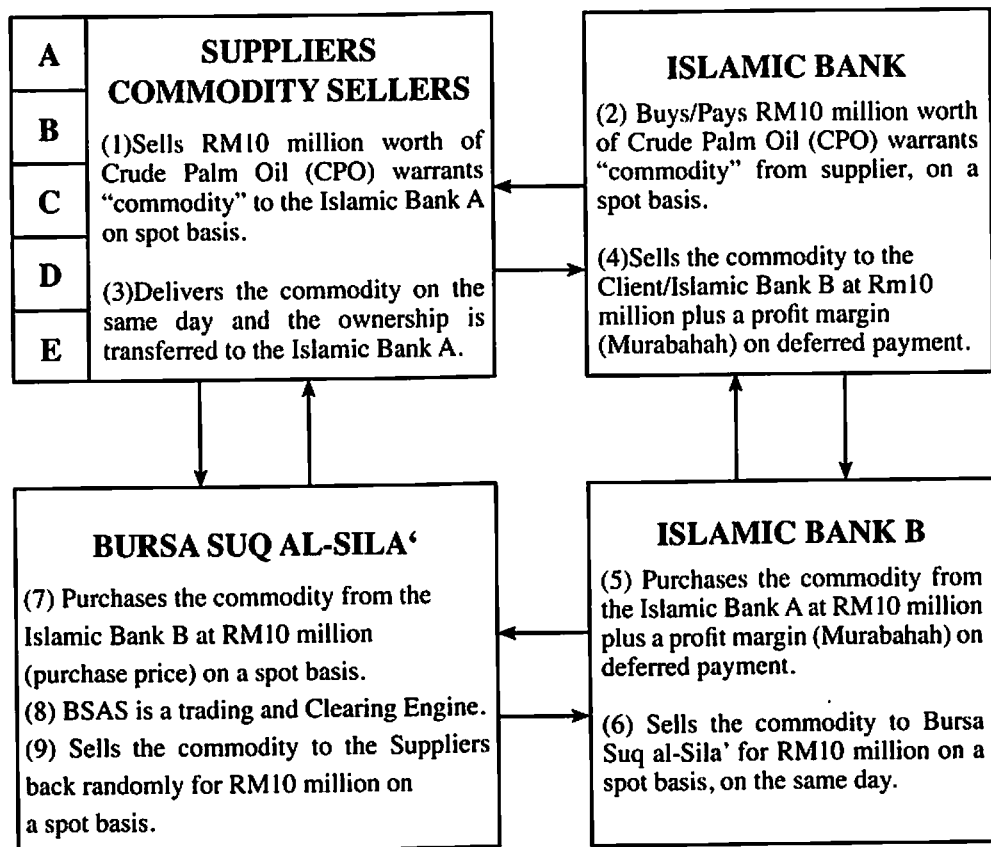 A
B
C
D
E
SUPPLIERS
COMMODITY SELLERS
(1)Sells RM10 million worth of
Crude Palm Oil (CPO) warrants
“commodity” to the Islamic Bank A
on spot basis.
(3)Delivers the commodity on the
same day and the ownership is
transferred to the Islamic Bank A.
ISLAMIC BANK
(2) Buys/Pays RM10 million worth
of Crude Palm Oil (CPO) warrants
“commodity” from supplier, on a
spot basis.
(4)Sells the commodity to the
Client/Islamic Bank B at Rm10
million plus a profit margin
(Murabahah) on deferred payment.
BURSA SUQ AL-SILA‘
(7) Purchases the commodity from the
Islamic Bank B at RM10 million
(purchase price) on a spot basis.
(8) BSAS is a trading and Clearing Engine.
(9) Sells the commodity to the Suppliers
back randomly for RM10 million on
a spot basis.
ISLAMIC BANK B
(5) Purchases the commodity from
the Islamic Bank A at RM10 million
plus a profit margin (Murabahah) on
deferred payment.
(6) Sells the commodity to Bursa
Suq al-Sila’ for RM10 million on a
spot basis, on the same day.